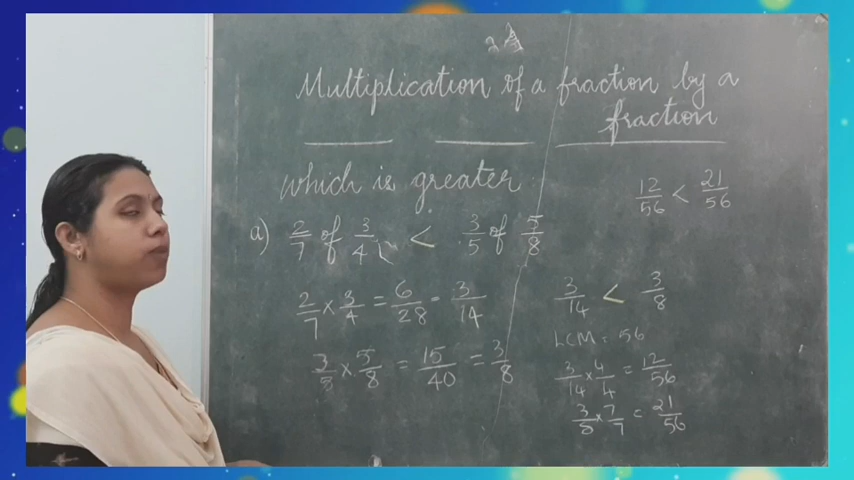 Multiplication of a fraction by a
fraction
which is greater
a) 2/7 of 3/4 < 3/5 of 5/8
2/7 × 3/4 = 6/28 = 3/14
3/5 × 5/8 = 15/40 = 3/8
12/56 < 21/56
3/14 < 3/8
LCM = 56
3/14 × 4/4 = 12/56
3/8 × 7/7 = 21/56